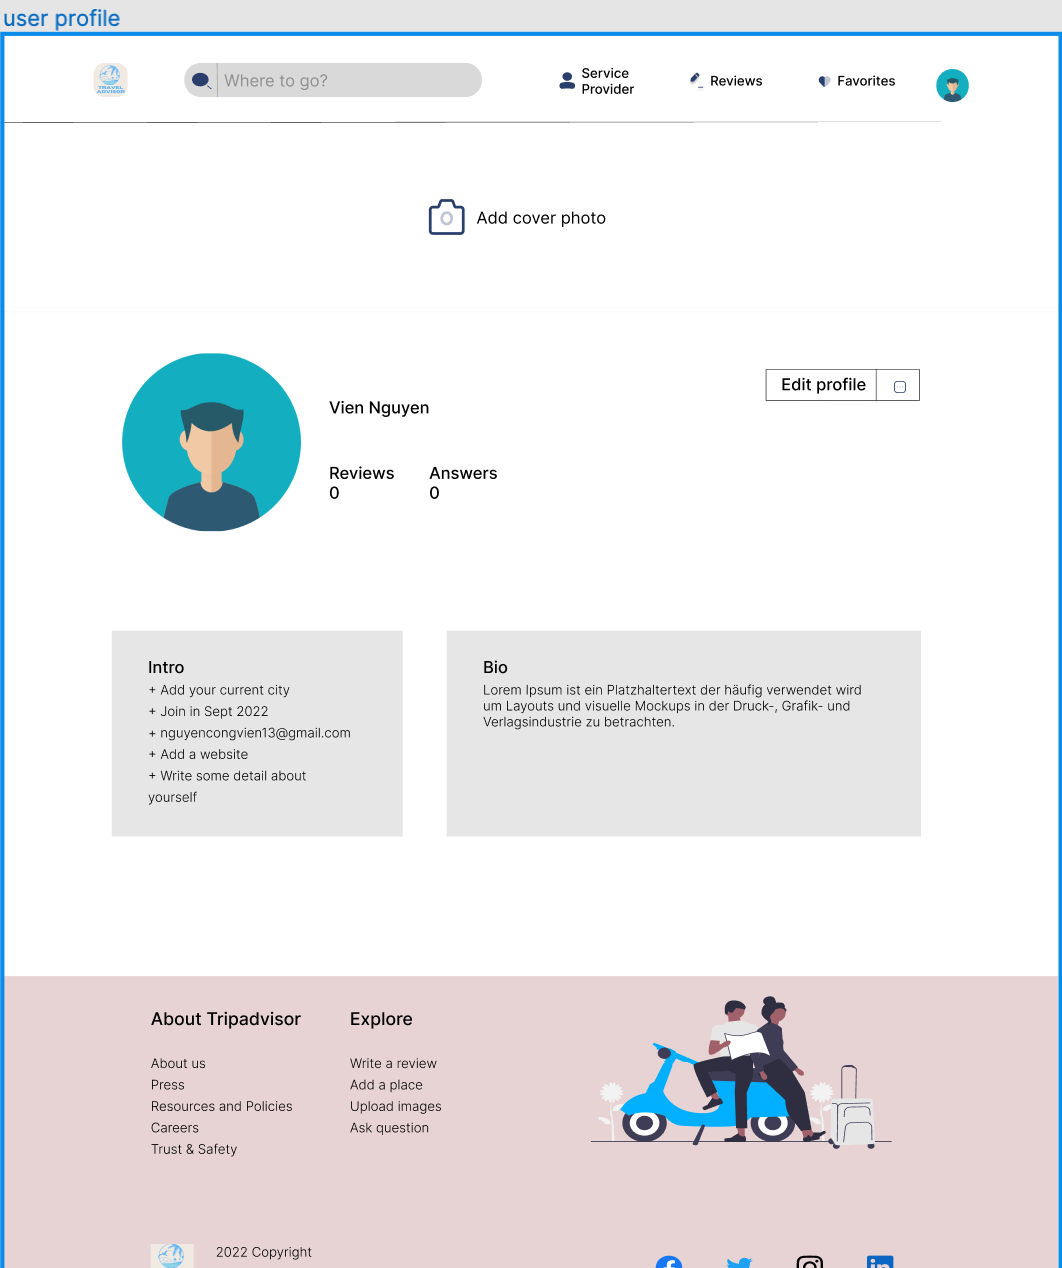 user profile
TRAVEL
ADVISOR
Where to go?
Service
Provider
Reviews
Favorites
Add cover photo
Edit profile
Vien Nguyen
Reviews
0
Answers
0
Intro
+ Add your current city
+ Join in Sept 2022
+ nguyencongvien13@gmail.com
+ Add a website
+ Write some detail about
yourself
Bio
Lorem Ipsum ist ein Platzhaltertext der häufig verwendet wird
um Layouts und visuelle Mockups in der Druck-, Grafik- und
Verlagsindustrie zu betrachten.
About Tripadvisor
About us
Press
Resources and Policies
Careers
Trust & Safety
Explore
Write a review
Add a place
Upload images
Ask question
2022 Copyright